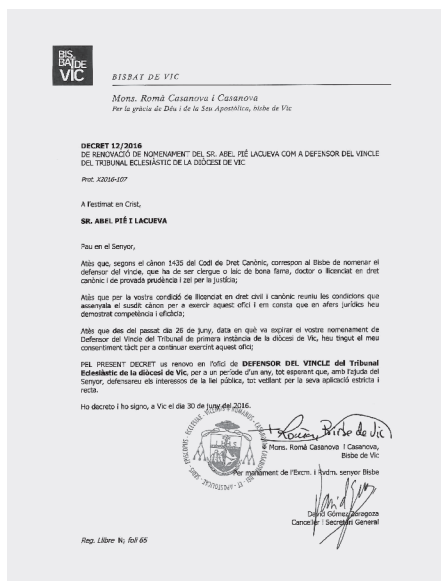 BIS
BAT DE
VIC
BISBAT DE VIC
Mons. Romà Casanova i Casanova
Per la gràcia de Déu i de la Seu Apostòlica, bisbe de Vic
DECRET 12/2016
DE RENOVACIÓ DE NOMENAMENT DEL SR. ABEL PIÉ LACUEVA COM A DEFENSOR DEL VINCLE
DEL TRIBUNAL ECLESIÀSTIC DE LA DIÒCESI DE VIC
Prot. X2016-107
A l'estimat en Crist,
SR. ABEL PIÉ I LACUEVA
Pau en el Senyor,
Atès que, segons el cànon 1435 del Codi de Dret Canònic, correspon al Bisbe de nomenar el
defensor del vincle, que ha de ser clergue o laic de bona fama, doctor o llicenciat en dret
canònic i de provada prudència i zel per la justícia;
Atès que per la vostra condició de llicenciat en dret civil i canònic reuniu les condicions que
assenyala el susdit cànon per a exercir aquest ofici i em consta que en afers jurídics heu
demostrat competència i eficàcia;
Atès que des del passat dia 26 de juny, data en què va expirar el vostre nomenament de
Defensor del Vincle del Tribunal de primera instància de la diòcesi de Vic, heu tingut el meu
consentiment tàcit per a continuar exercint aquest ofici;
PEL PRESENT DECRET us renovo en l'ofici de DEFENSOR DEL VINCLE del Tribunal
Eclesiàstic de la diòcesi de Vic, per a un període d'un any, tot esperant que, amb l'ajuda del
Senyor, defensareu els interessos de la llei pública, tot vetllant per la seva aplicació estricta i
recta.
Ho decreto i ho signo, a Vic el dia 30 de juny del 2016.
+ Romà, Bisbe de Vic
Mons. Romà Casanova i Casanova,
Bisbe de Vic
Per manament de l'Excm. i Rvdm. senyor Bisbe
David Gómez Zaragoza
Canceller i Secretari General
Reg. Llibre N; foli 65